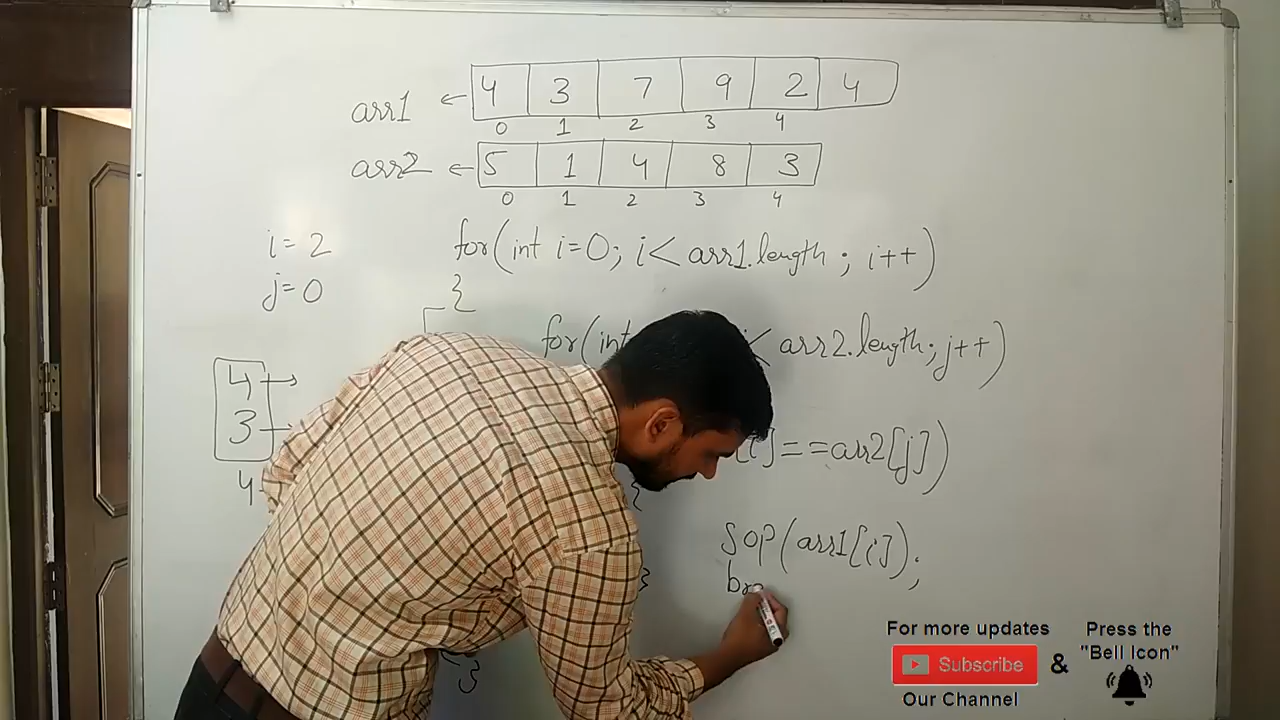 arr1 ← 4 3 7 9 2 4
0 1 2 3 4
arr2 ← 5 1 4 8 3
0 1 2 3 4
i = 2
j = 0
for(int i=0; i< arr1.length ; i++)
{
for(int < arr2.length; j++)
4 →
3
4
[i]==arr2[j])
{
SOP(arr1[i]);
br
}
}
For more updates
Subscribe
Our Channel
&
Press the
"Bell Icon"